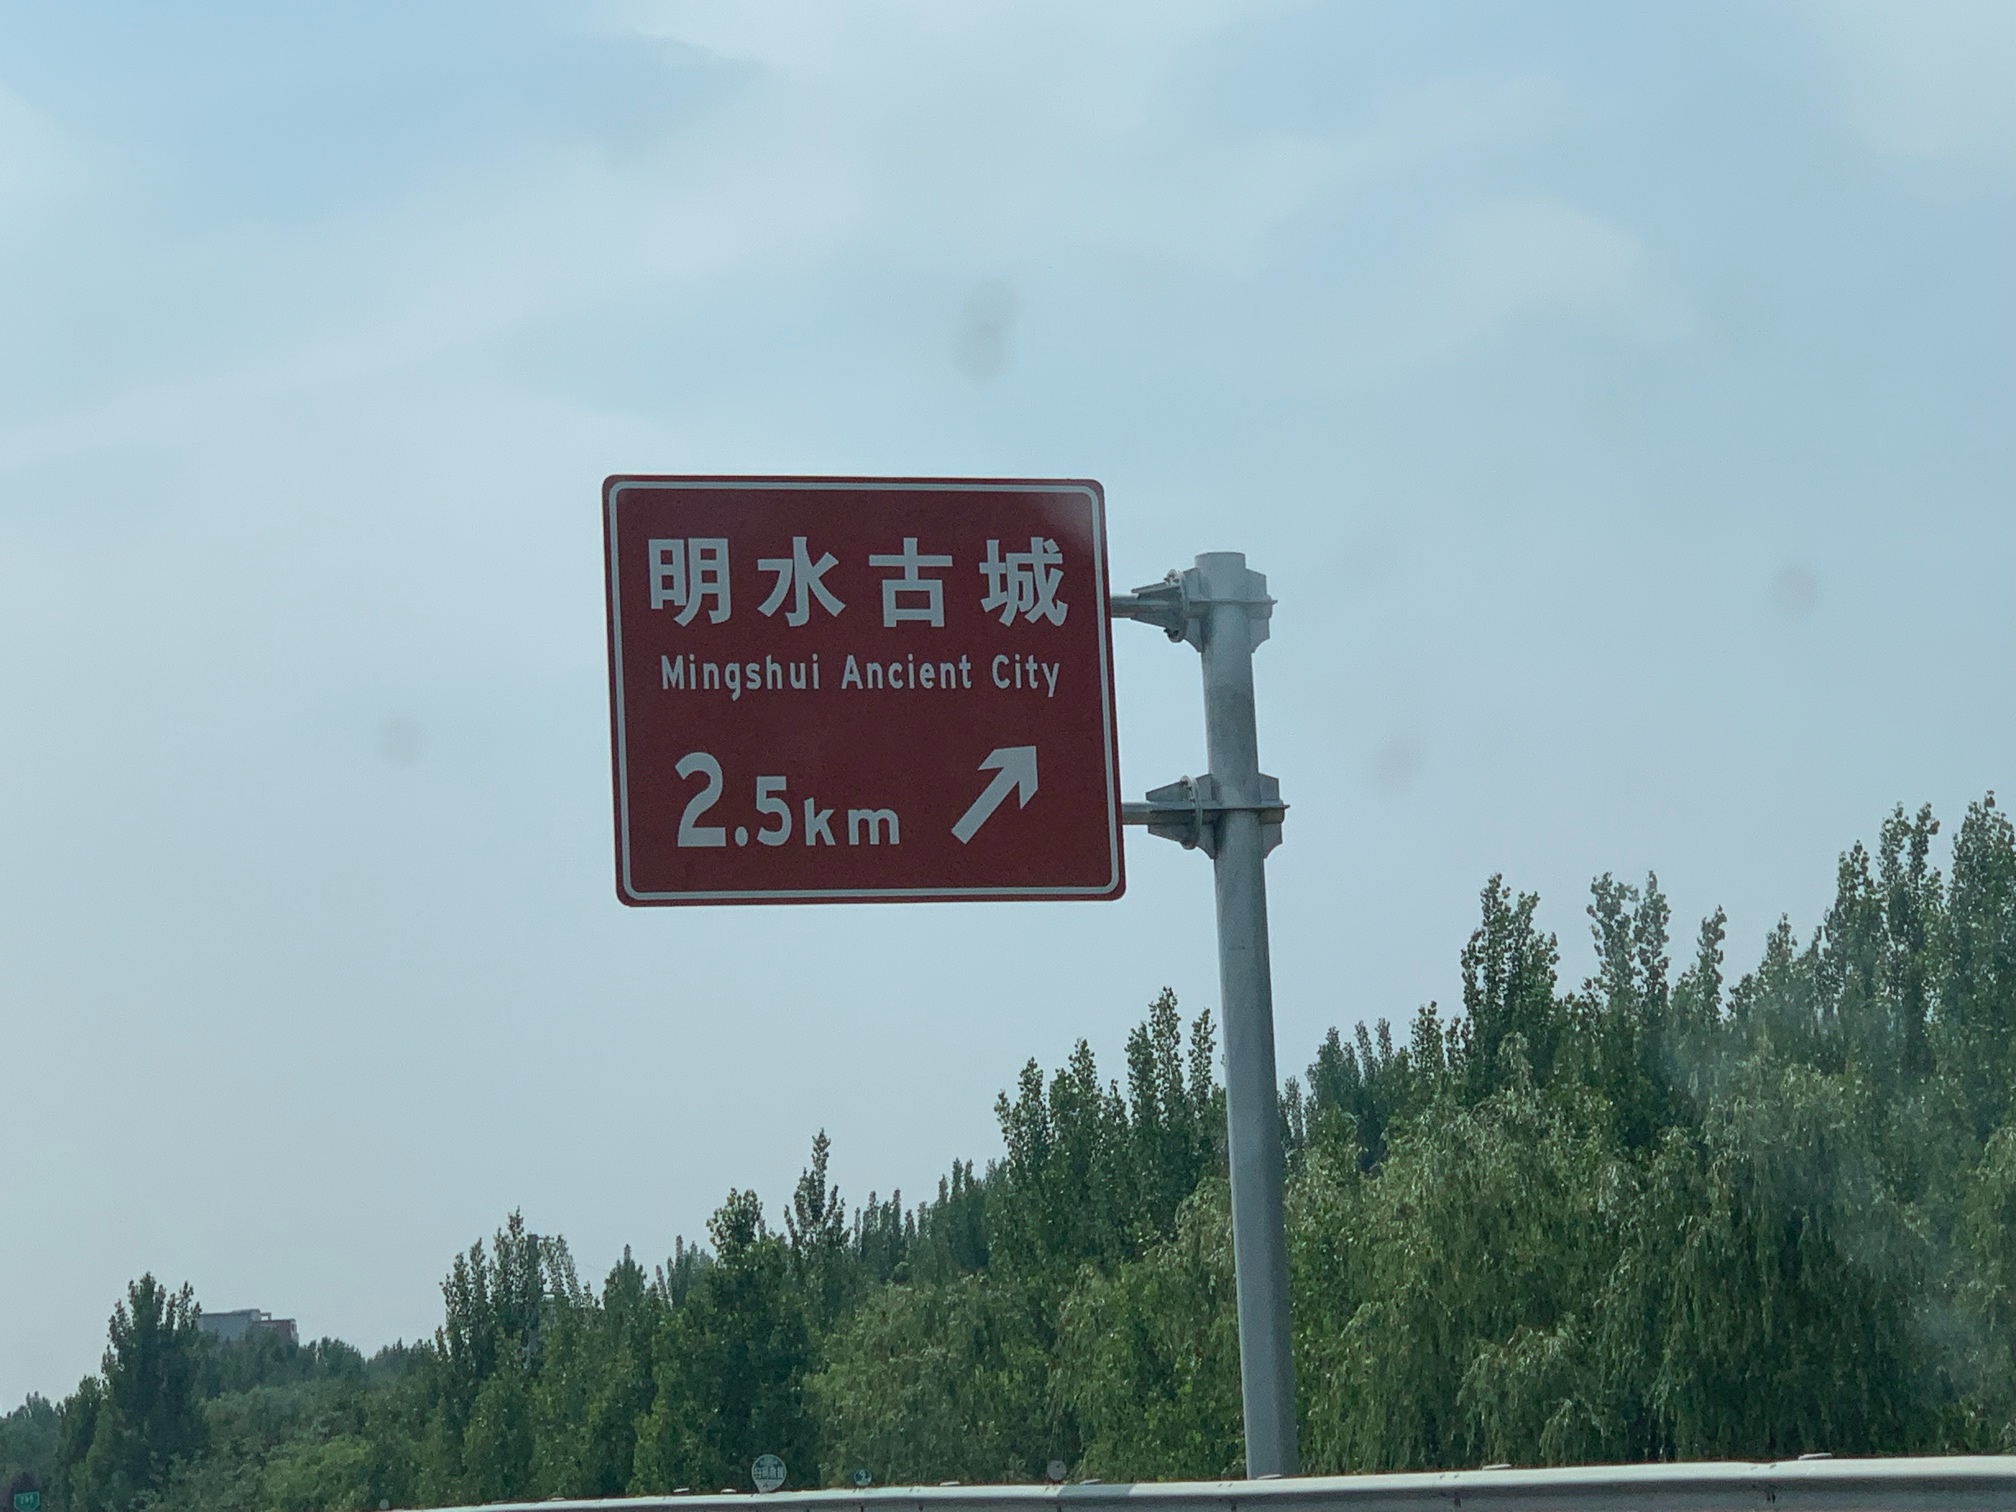 明水古城
Mingshui Ancient City
2.5km